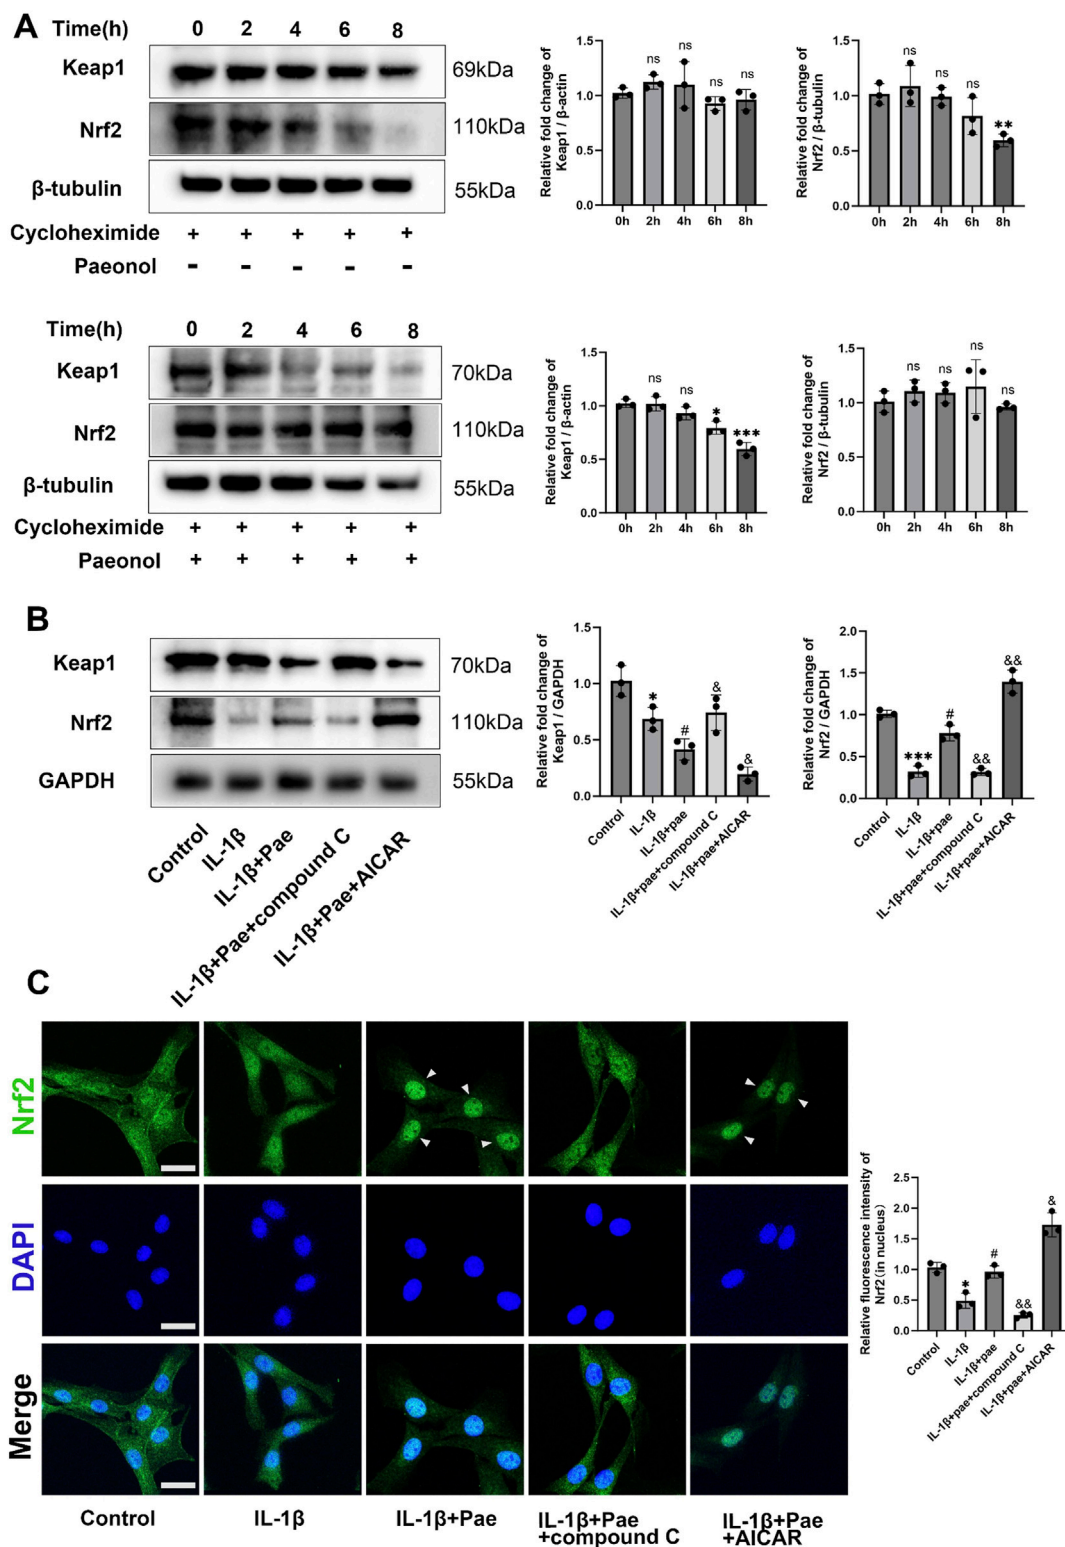 A
Time(h) 0 2 4 6 8
Keap1 69kDa
Nrf2 110kDa
β-tubulin 55kDa
Cycloheximide + + + + +
Paeonol - - - - -
Relative fold change of
Keap1 / β-actin
1.5
1.0
0.5
0.0
ns ns ns ns
0h 2h 4h 6h 8h
Relative fold change of
Nrf2 / β-tubulin
1.5
1.0
0.5
0.0
ns ns ns **
0h 2h 4h 6h 8h
Time(h) 0 2 4 6 8
Keap1 70kDa
Nrf2 110kDa
β-tubulin 55kDa
Cycloheximide + + + + +
Paeonol + + + + +
Relative fold change of
Keap1 / β-actin
1.5
1.0
0.5
0.0
ns ns * ***
0h 2h 4h 6h 8h
Relative fold change of
Nrf2 / β-tubulin
1.5
1.0
0.5
0.0
ns ns ns ns
0h 2h 4h 6h 8h
B
Keap1 70kDa
Nrf2 110kDa
GAPDH 55kDa
Control
IL-1β
IL-1β+Pae
IL-1β+Pae+compound C
IL-1β+Pae+AICAR
Relative fold change of
Keap1 / GAPDH
1.5
1.0
0.5
0.0
* # & &
Control
IL-1β
IL-1β+pae
IL-1β+pae+compound C
IL-1β+pae+AICAR
Relative fold change of
Nrf2 / GAPDH
2.0
1.5
1.0
0.5
0.0
*** # && &&
Control
IL-1β
IL-1β+pae
IL-1β+pae+compound C
IL-1β+pae+AICAR
C
Nrf2
DAPI
Merge
Control
IL-1β
IL-1β+Pae
IL-1β+Pae
+compound C
IL-1β+Pae
+AICAR
Relative fluorescence intensity of
Nrf2(in nucleus)
2.5
2.0
1.5
1.0
0.5
0.0
* # && &
Control
IL-1β
IL-1β+pae
IL-1β+pae+compound C
IL-1β+pae+AICAR